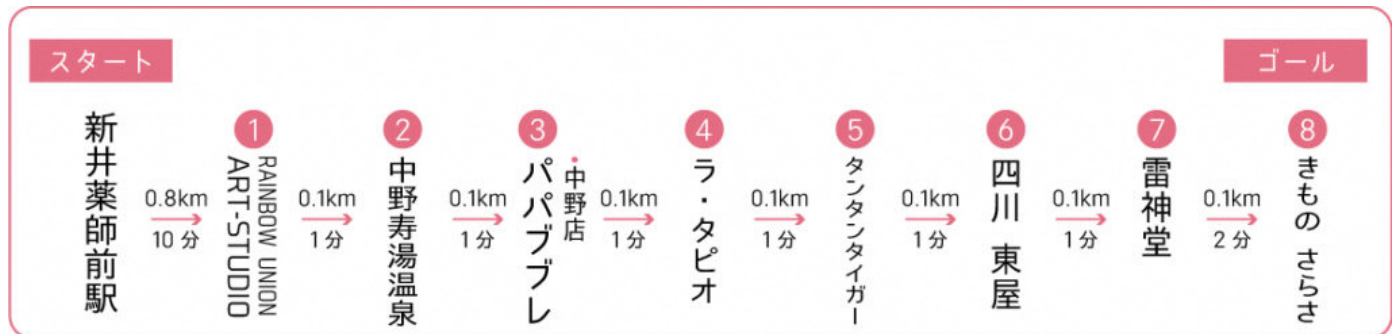 スタート
ゴール
新井薬師前駅
0.8km
10分
1
RAINBOW UNION
ART-STUDIO
0.1km
1分
2
中野寿湯温泉
0.1km
1分
3
パパブブレ
・中野店
0.1km
1分
4
ラ・タピオ
0.1km
1分
5
タンタンタイガー
0.1km
1分
6
四川 東屋
0.1km
1分
7
雷神堂
0.1km
2分
8
きもの さらさ